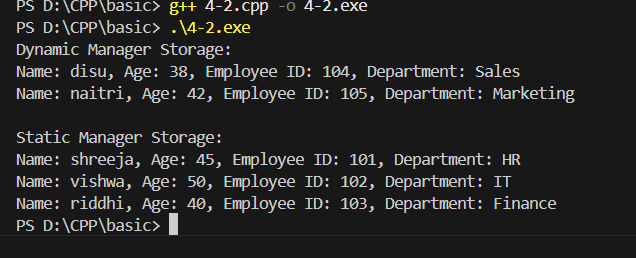 PS D:\CPP\basic> g++ 4-2.cpp -o 4-2.exe
PS D:\CPP\basic> .\4-2.exe
Dynamic Manager Storage:
Name: disu, Age: 38, Employee ID: 104, Department: Sales
Name: naitri, Age: 42, Employee ID: 105, Department: Marketing

Static Manager Storage:
Name: shreeja, Age: 45, Employee ID: 101, Department: HR
Name: vishwa, Age: 50, Employee ID: 102, Department: IT
Name: riddhi, Age: 40, Employee ID: 103, Department: Finance
PS D:\CPP\basic>